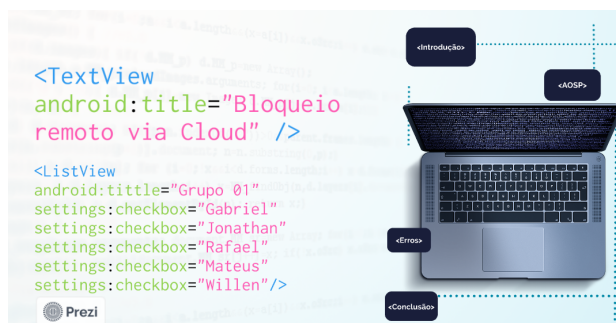 <TextView
android:title="Bloqueio
remoto via Cloud" />
<ListView
android:tittle="Grupo 01"
settings:checkbox="Gabriel"
settings:checkbox="Jonathan"
settings:checkbox="Rafael"
settings:checkbox="Mateus"
settings:checkbox="Willen"/>
Prezi
<Introdução>
<AOSP>
<Erros>
<Conclusão>